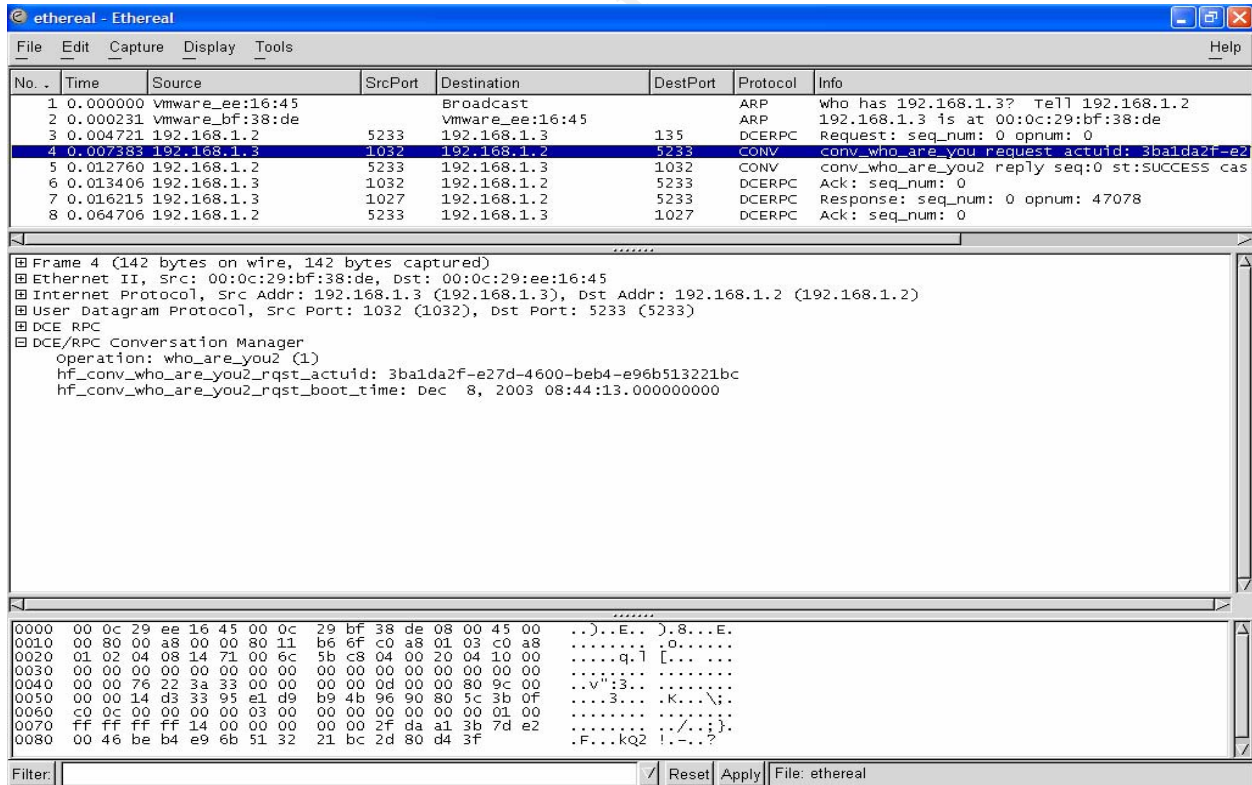 ethereal - Ethereal
File Edit Capture Display Tools Help
No. . Time Source SrcPort Destination DestPort Protocol Info
1 0.000000 Vmware_ee:16:45 Broadcast ARP who has 192.168.1.3? Tell 192.168.1.2
2 0.000231 Vmware_bf:38:de Vmware_ee:16:45 ARP 192.168.1.3 is at 00:0c:29:bf:38:de
3 0.004721 192.168.1.2 5233 192.168.1.3 135 DCERPC Request: seq_num: 0 opnum: 0
4 0.007383 192.168.1.3 1032 192.168.1.2 5233 CONV conv_who_are_you request actuid: 3ba1da2f-e2
5 0.012760 192.168.1.2 5233 192.168.1.3 1032 CONV conv_who_are_you2 reply seq:0 st:SUCCESS cas
6 0.013406 192.168.1.3 1032 192.168.1.2 5233 DCERPC Ack: seq_num: 0
7 0.016215 192.168.1.3 1027 192.168.1.2 5233 DCERPC Response: seq_num: 0 opnum: 47078
8 0.064706 192.168.1.2 5233 192.168.1.3 1027 DCERPC Ack: seq_num: 0
Frame 4 (142 bytes on wire, 142 bytes captured)
Ethernet II, Src: 00:0c:29:bf:38:de, Dst: 00:0c:29:ee:16:45
Internet Protocol, Src Addr: 192.168.1.3 (192.168.1.3), Dst Addr: 192.168.1.2 (192.168.1.2)
User Datagram Protocol, Src Port: 1032 (1032), Dst Port: 5233 (5233)
DCE RPC
DCE/RPC Conversation Manager
Operation: who_are_you2 (1)
hf_conv_who_are_you2_rqst_actuid: 3ba1da2f-e27d-4600-beb4-e96b513221bc
hf_conv_who_are_you2_rqst_boot_time: Dec 8, 2003 08:44:13.000000000
0000 00 0c 29 ee 16 45 00 0c 29 bf 38 de 08 00 45 00 ..)..E.. ).8...E.
0010 00 80 00 a8 00 00 80 11 b6 6f c0 a8 01 03 c0 a8 ........ .o......
0020 01 02 04 08 14 71 00 6c 5b c8 04 00 20 04 10 00 .....q.l [... ...
0030 00 00 00 00 00 00 00 00 00 00 00 00 00 00 00 00 ........ ........
0040 00 00 76 22 3a 33 00 00 00 00 0d 00 00 80 9c 00 ..v":3.. ........
0050 00 00 14 d3 33 95 e1 d9 b9 4b 96 90 80 5c 3b 0f ....3... .K...\;.
0060 c0 0c 00 00 00 00 03 00 00 00 00 00 00 00 01 00 ........ ........
0070 ff ff ff ff 14 00 00 00 00 00 2f da a1 3b 7d e2 ........ ../..;}.
0080 00 46 be b4 e9 6b 51 32 21 bc 2d 80 d4 3f .F...kQ2 !.-..?
Filter: Reset Apply File: ethereal